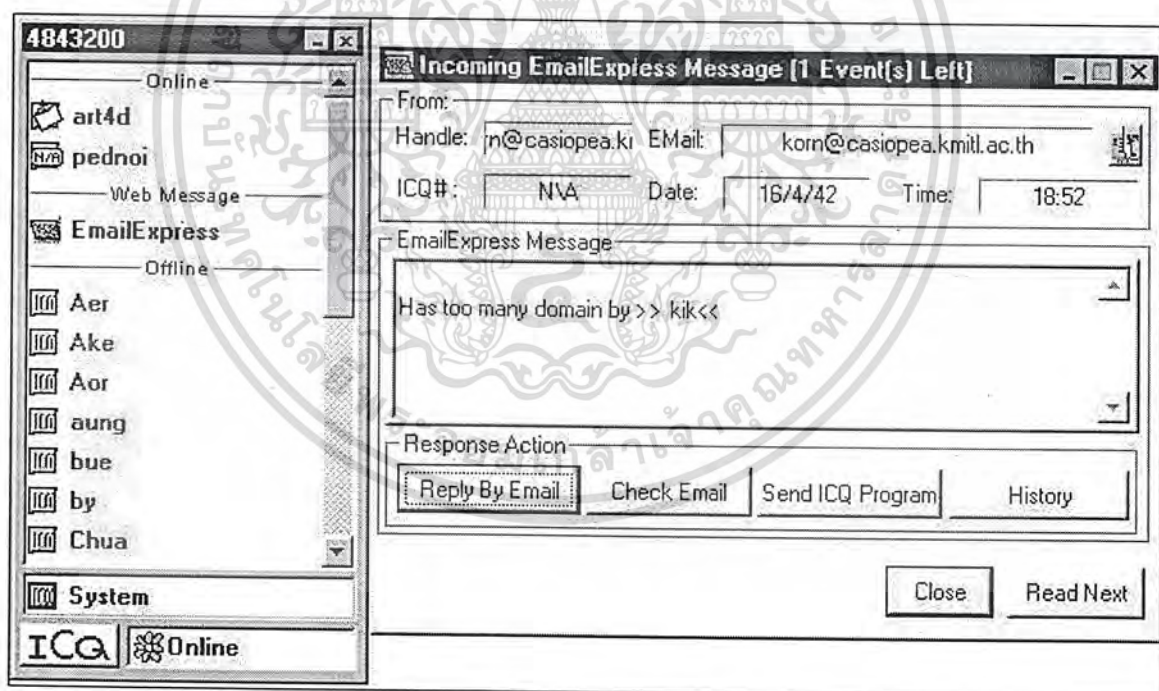 4843200
Online
art4d
N/A pednoi
Web Message
EmailExpress
Offline
Aer
Ake
Aor
aung
bue
by
Chua
System
ICQ Online
Incoming EmailExpress Message [1 Event(s) Left]
From:
Handle: rn@casiopea.ki EMail: korn@casiopea.kmitl.ac.th
ICQ#: N\A Date: 16/4/42 Time: 18:52
EmailExpress Message
Has too many domain by >> kik<<
Response Action
Reply By Email Check Email Send ICQ Program History
Close Read Next